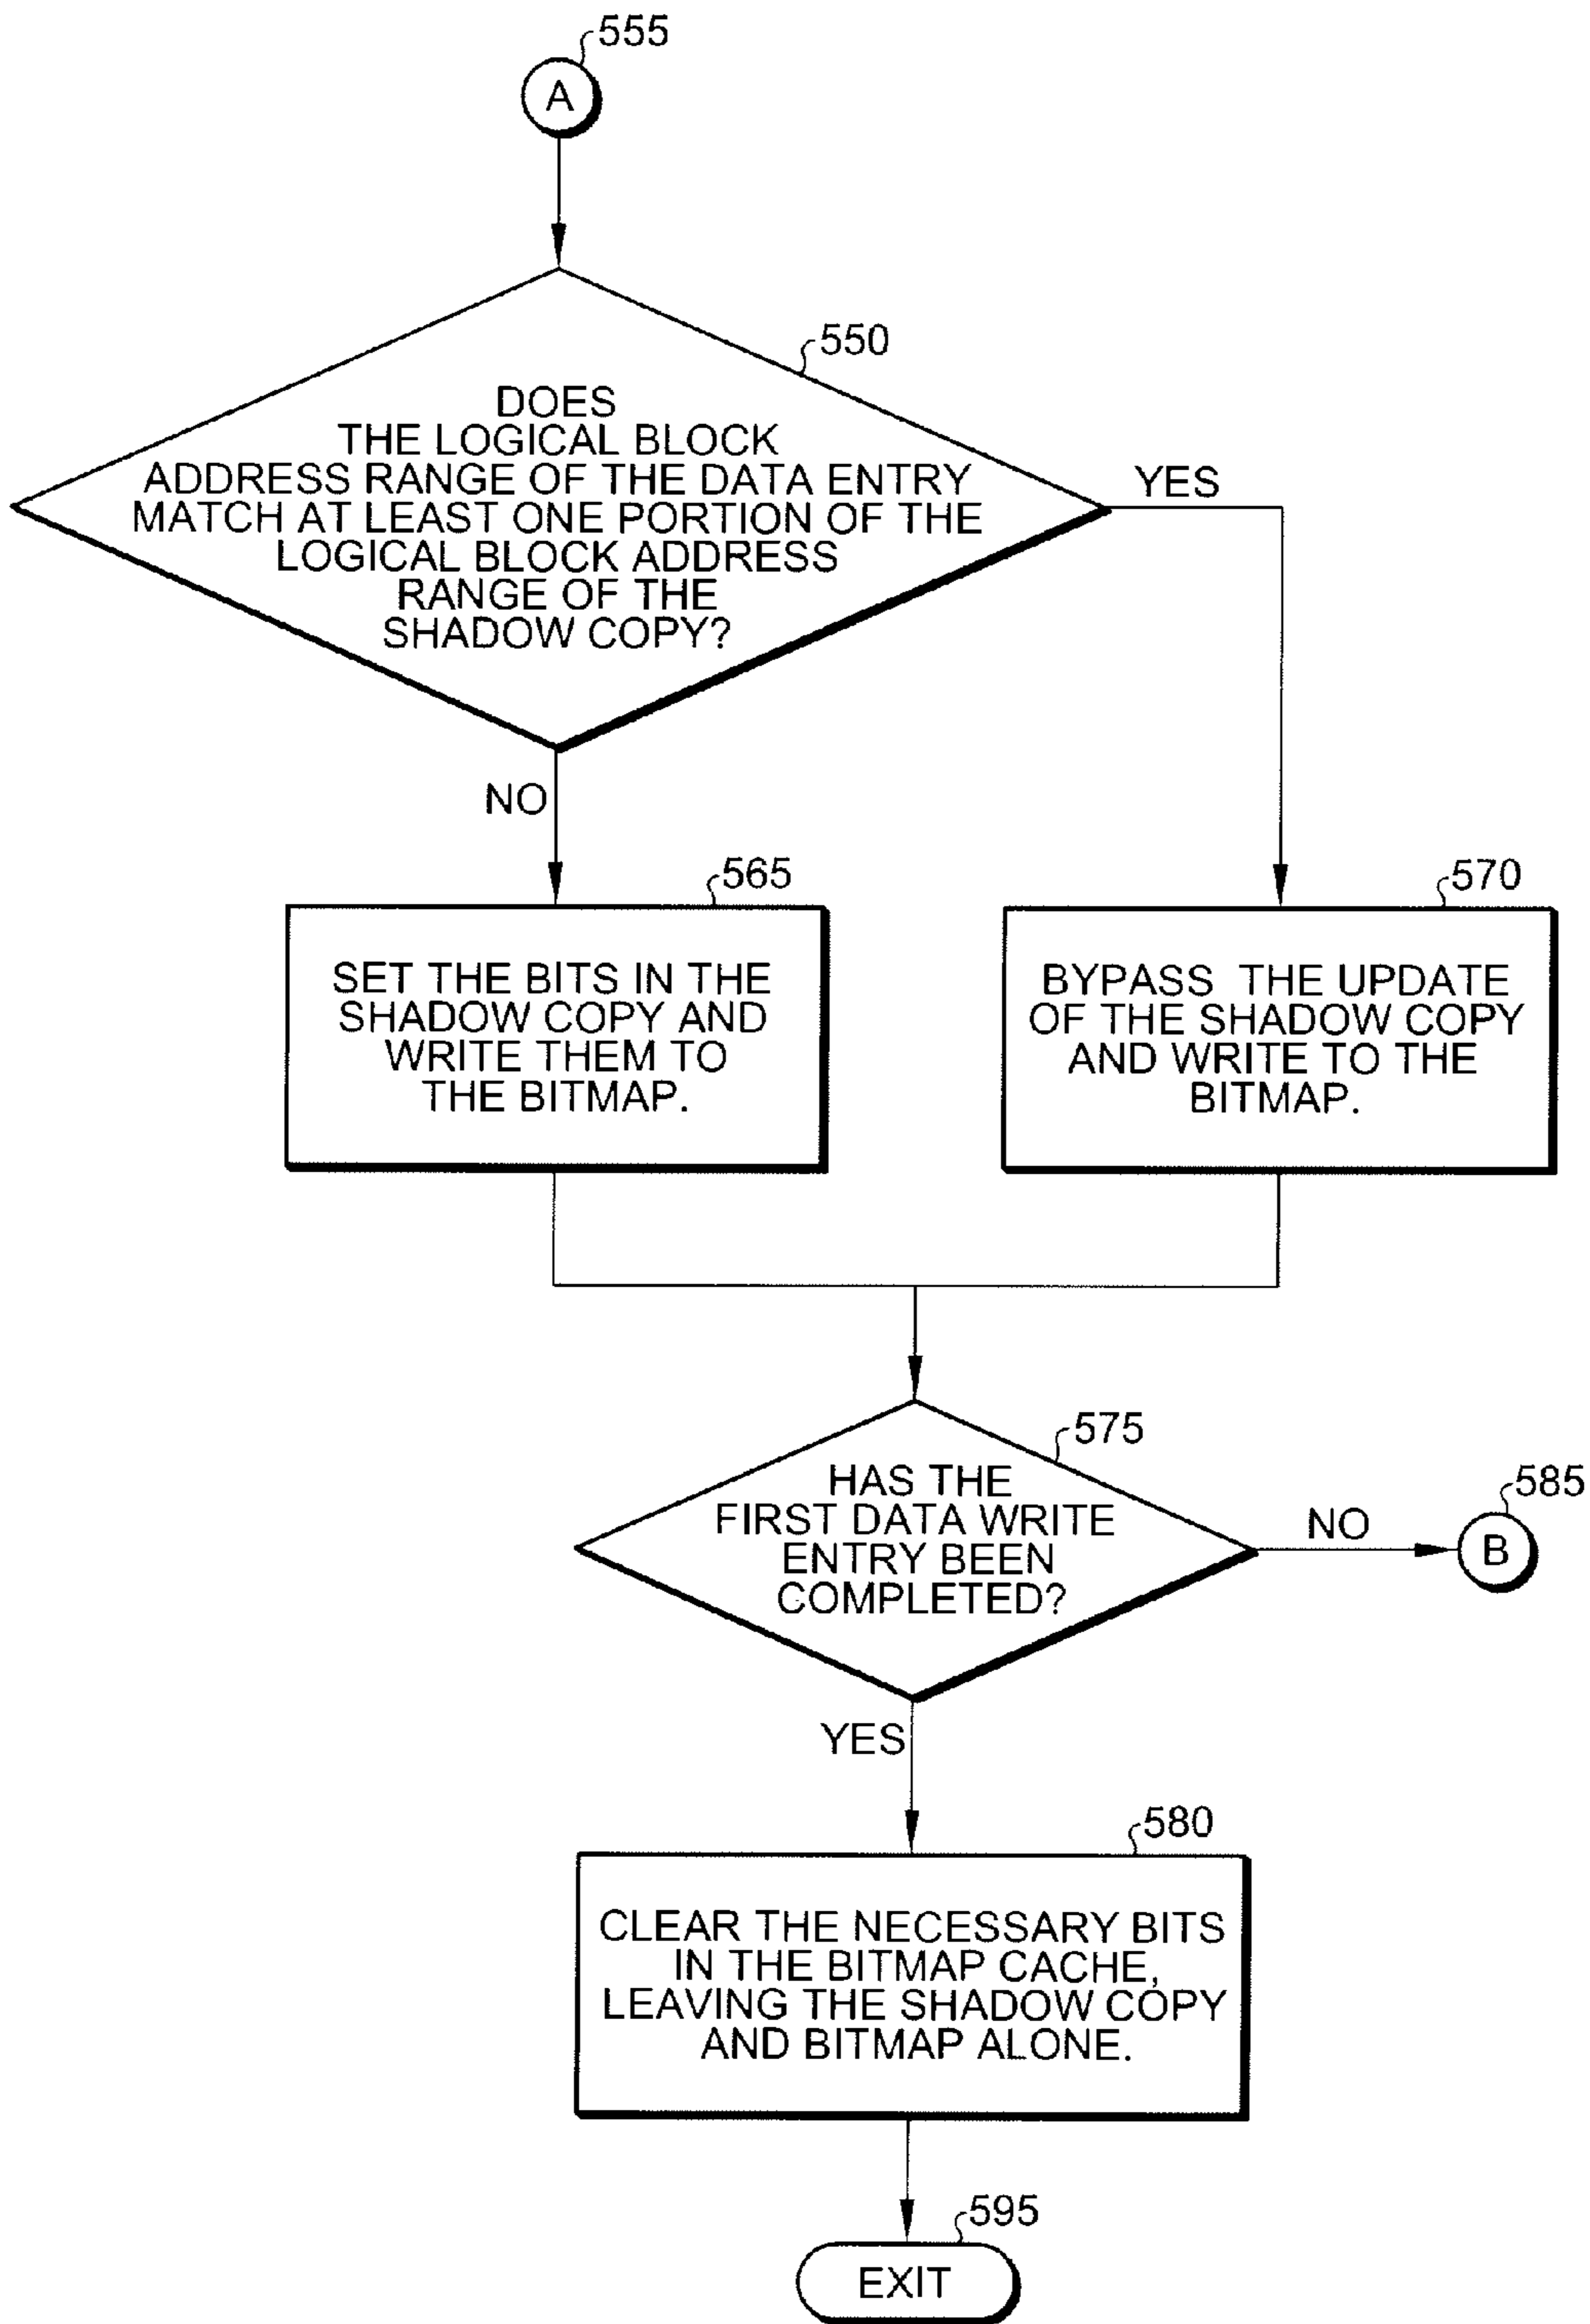 555
A
550
DOES
THE LOGICAL BLOCK
ADDRESS RANGE OF THE DATA ENTRY
MATCH AT LEAST ONE PORTION OF THE
LOGICAL BLOCK ADDRESS
RANGE OF THE
SHADOW COPY?
YES
NO
565
SET THE BITS IN THE
SHADOW COPY AND
WRITE THEM TO
THE BITMAP.
570
BYPASS THE UPDATE
OF THE SHADOW COPY
AND WRITE TO THE
BITMAP.
575
HAS THE
FIRST DATA WRITE
ENTRY BEEN
COMPLETED?
NO
585
B
YES
580
CLEAR THE NECESSARY BITS
IN THE BITMAP CACHE,
LEAVING THE SHADOW COPY
AND BITMAP ALONE.
595
EXIT